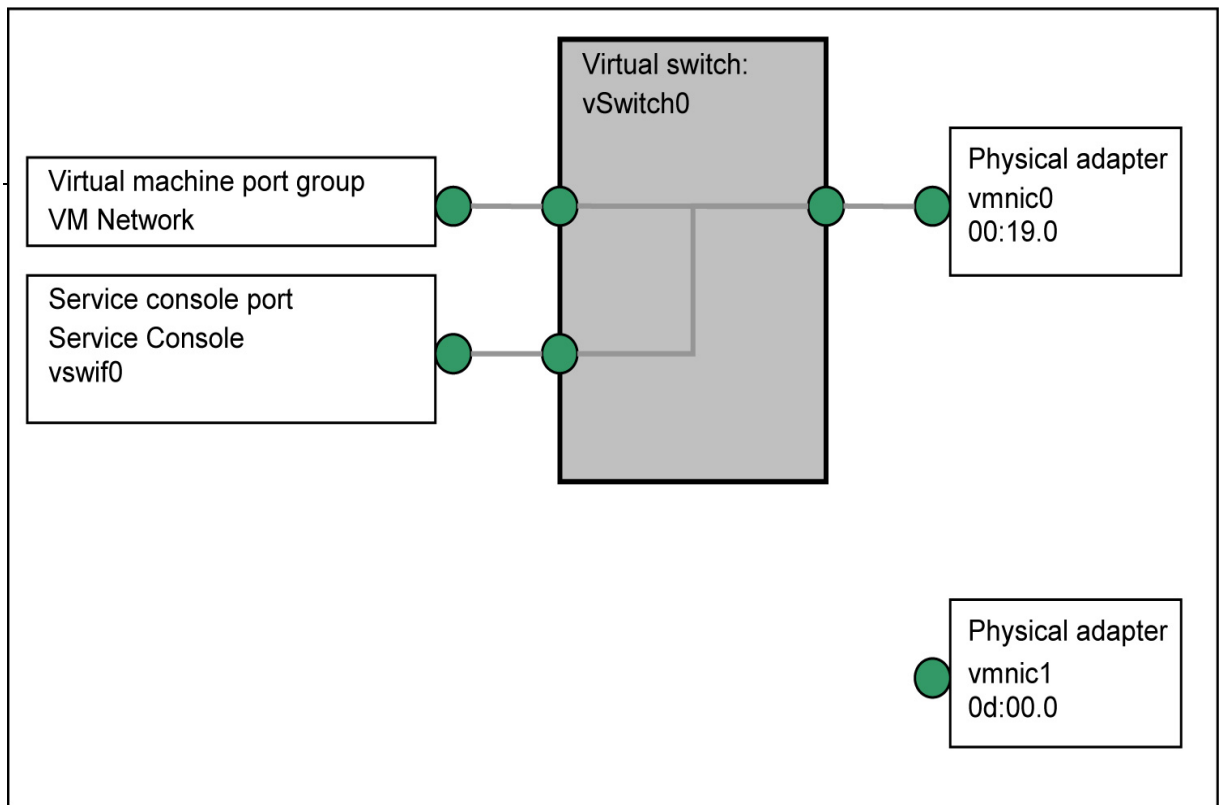 Virtual switch:
vSwitch0
Virtual machine port group
VM Network
Service console port
Service Console
vswif0
Physical adapter
vmnic0
00:19.0
Physical adapter
vmnic1
0d:00.0